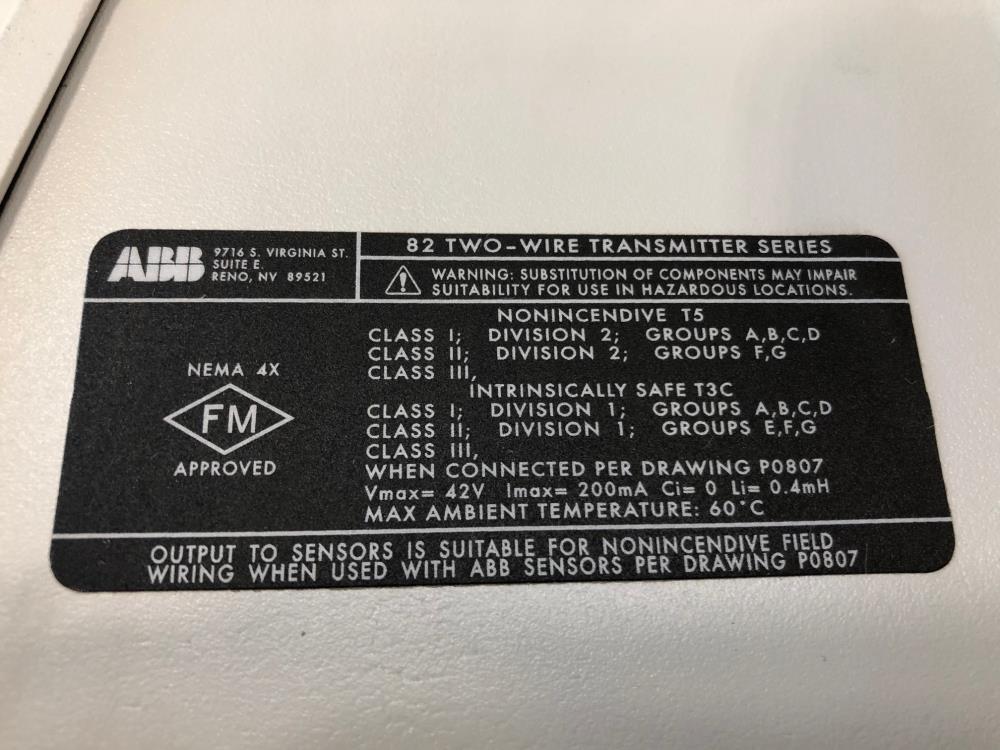 ABB
9716 S. VIRGINIA ST.
SUITE E.
RENO, NV 89521
82 TWO-WIRE TRANSMITTER SERIES
WARNING: SUBSTITUTION OF COMPONENTS MAY IMPAIR
SUITABILITY FOR USE IN HAZARDOUS LOCATIONS.
NEMA 4X
FM
APPROVED
NONINCENDIVE T5
CLASS I; DIVISION 2; GROUPS A,B,C,D
CLASS II; DIVISION 2; GROUPS F,G
CLASS III,
INTRINSICALLY SAFE T3C
CLASS I; DIVISION 1; GROUPS A,B,C,D
CLASS II; DIVISION 1; GROUPS E,F,G
CLASS III,
WHEN CONNECTED PER DRAWING P0807
Vmax= 42V Imax= 200mA Ci= 0 Li= 0.4mH
MAX AMBIENT TEMPERATURE: 60°C
OUTPUT TO SENSORS IS SUITABLE FOR NONINCENDIVE FIELD
WIRING WHEN USED WITH ABB SENSORS PER DRAWING P0807